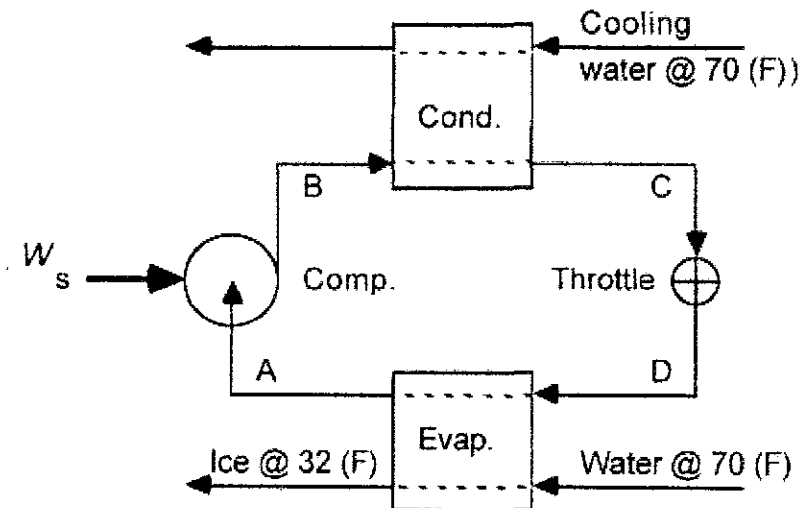 Cooling
water @ 70 (F))
Cond.
B
C
W
s
Comp.
Throttle
A
D
Evap.
Ice @ 32 (F)
Water @ 70 (F)